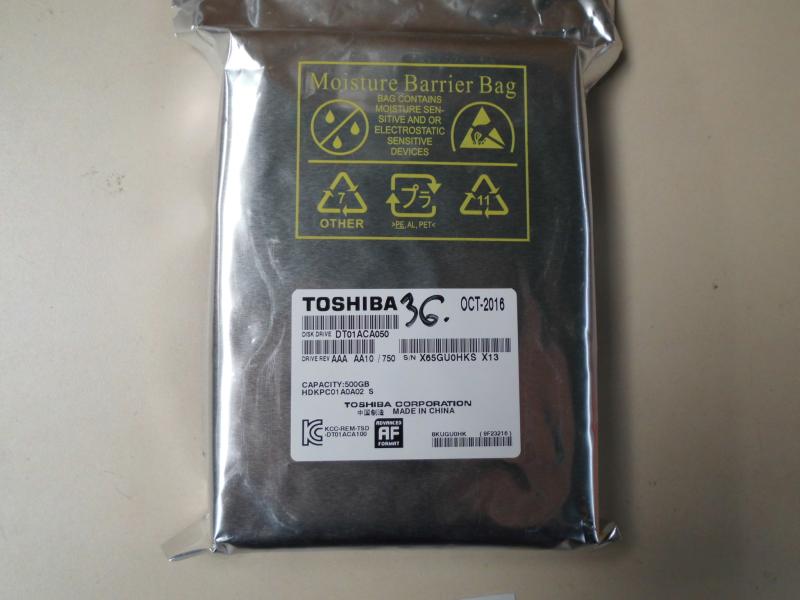 Moisture Barrier Bag
BAG CONTAINS
MOISTURE SEN-
SITIVE AND OR
ELECTROSTATIC
SENSITIVE
DEVICES
7
OTHER
プラ
>PE, AL, PET<
11
TOSHIBA 36. OCT-2016
DISK DRIVE DT01ACA050
DRIVE REV AAA AA10 / 750 S/N X65GU0HKS X13
CAPACITY:500GB
HDKPC01A0A02 S
TOSHIBA CORPORATION
中国制造 MADE IN CHINA
KCC-REM-TSD
-DT01ACA100
ADVANCED
AF
FORMAT
8KUGU0HK ( 9F23216 )